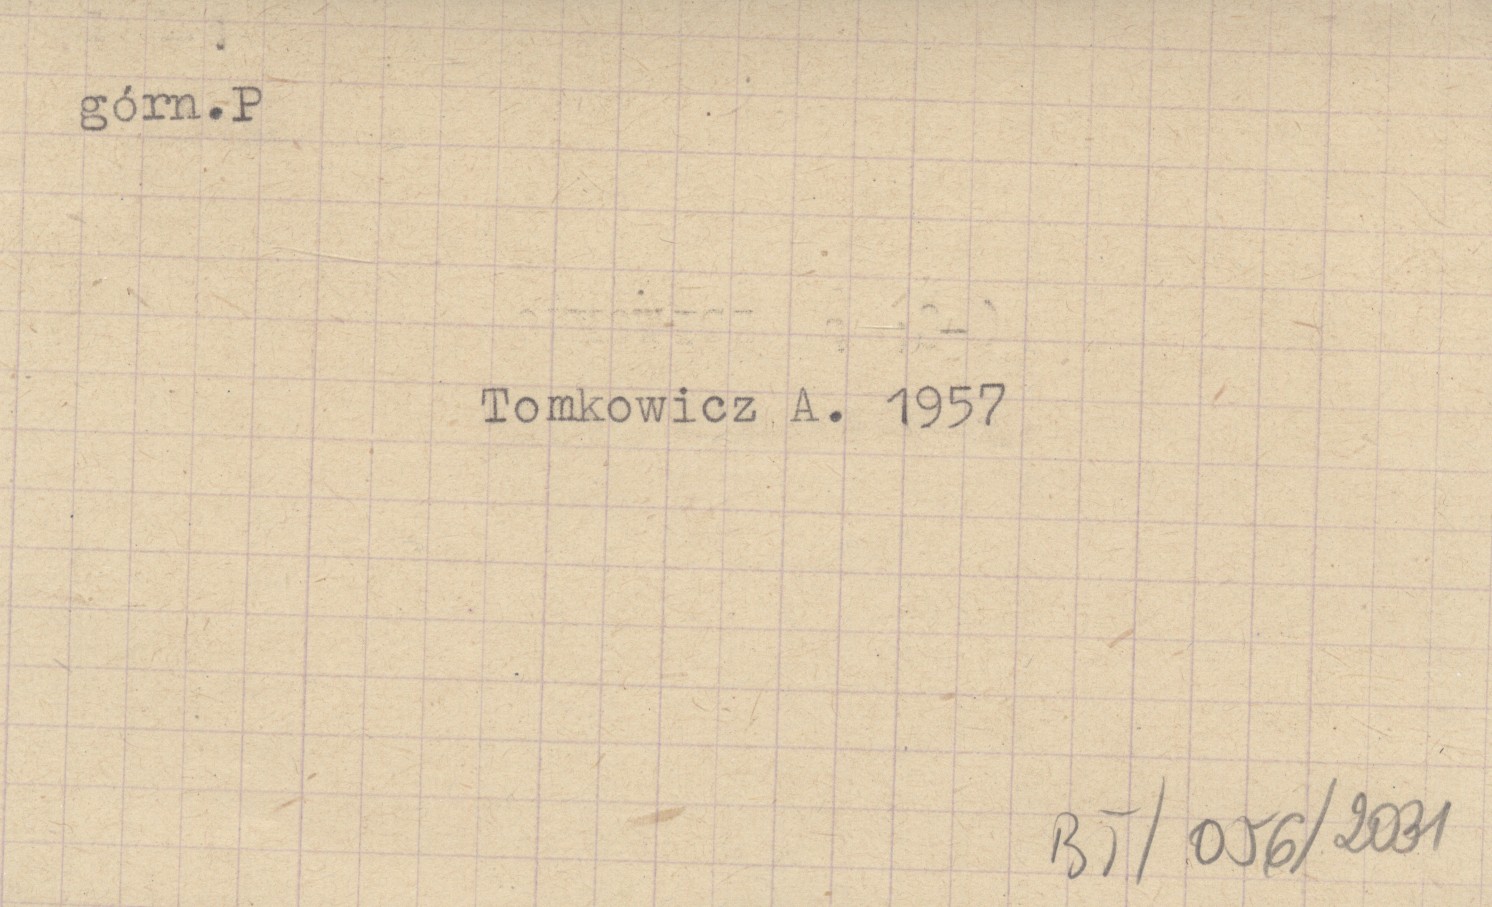 górn.P
Tomkowicz A. 1957
BT/056/2031